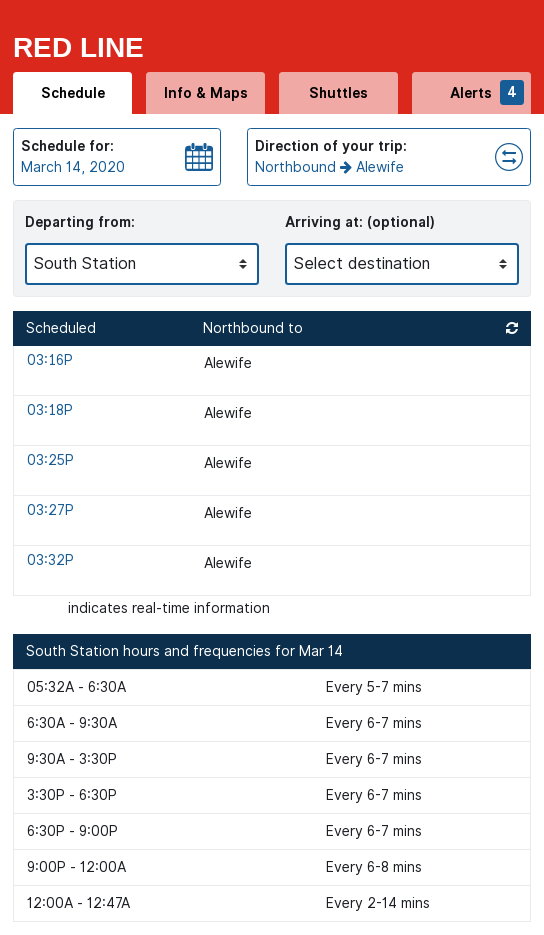 RED LINE
Schedule Info & Maps Shuttles Alerts 4
Schedule for: Direction of your trip:
March 14, 2020 Northbound Alewife
Departing from: Arriving at: (optional)
South Station Select destination
Scheduled Northbound to
03:16P Alewife
03:18P Alewife
03:25P Alewife
03:27P Alewife
03:32P Alewife
indicates real-time information
South Station hours and frequencies for Mar 14
05:32A - 6:30A Every 5-7 mins
6:30A - 9:30A Every 6-7 mins
9:30A - 3:30P Every 6-7 mins
3:30P - 6:30P Every 6-7 mins
6:30P - 9:00P Every 6-7 mins
9:00P - 12:00A Every 6-8 mins
12:00A - 12:47A Every 2-14 mins